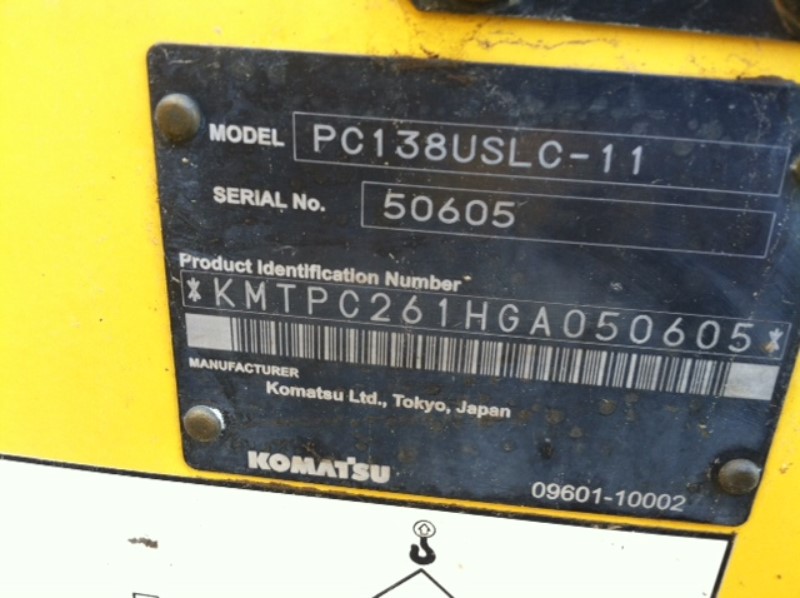 MODEL PC138USLC-11
SERIAL No. 50605
Product Identification Number
*KMTPC261HGA050605*
MANUFACTURER
Komatsu Ltd., Tokyo, Japan
KOMATSU
09601-10002